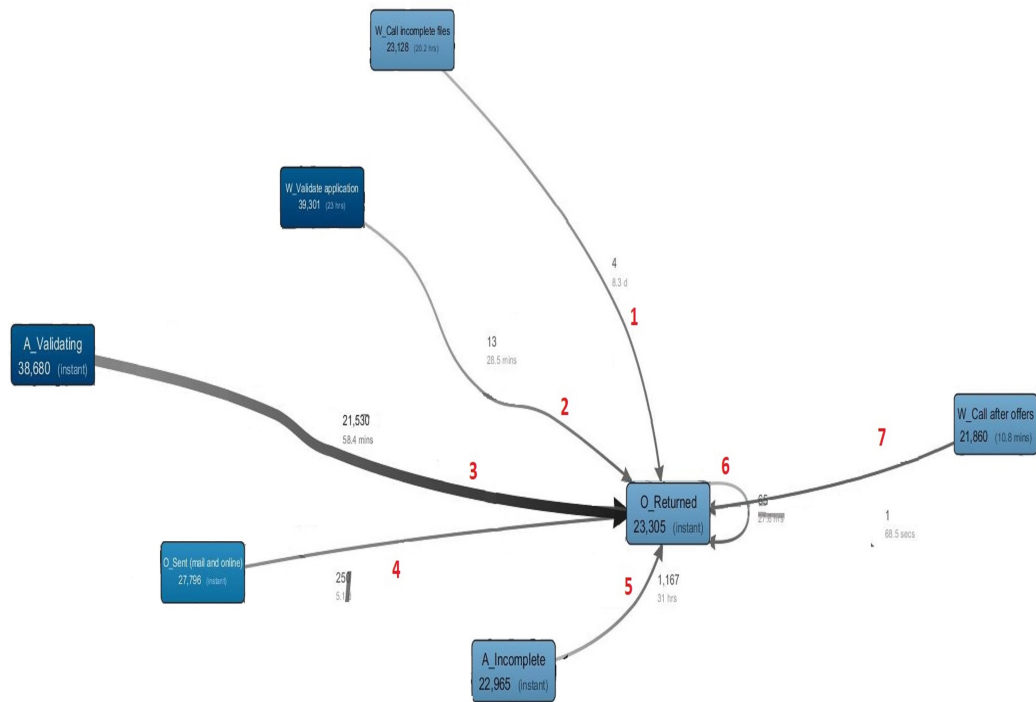 W_Call incomplete files
23,128 (20.2 hrs)
W_Validate application
39,301 (23 hrs)
4
8.3 d
1
13
28.5 mins
A_Validating
38,680 (instant)
2
21,530
58.4 mins
W_Call after offers
21,860 (10.8 mins)
7
3
6
O_Returned
23,305 (instant)
65
hrs
1
68.5 secs
O_Sent (mail and online)
27,796 (instant)
4
5
1,167
31 hrs
A_Incomplete
22,965 (instant)